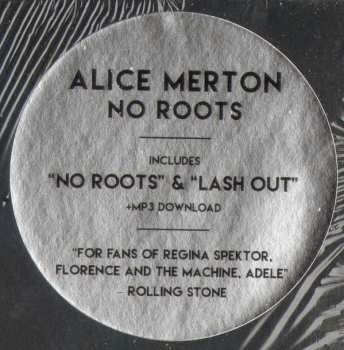 ALICE MERTON
NO ROOTS
INCLUDES
"NO ROOTS" & "LASH OUT"
+MP3 DOWNLOAD
"FOR FANS OF REGINA SPEKTOR,
FLORENCE AND THE MACHINE, ADELE"
- ROLLING STONE